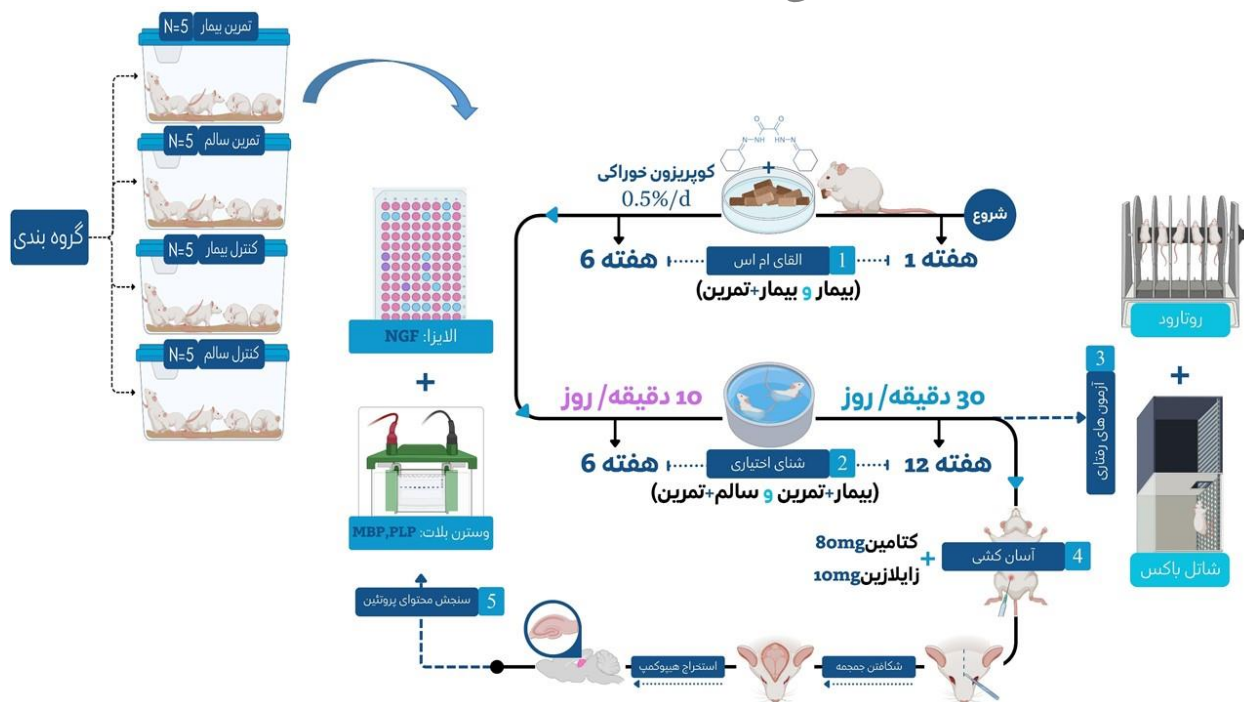 گروه بندی
تمرین بیمار N=5
تمرین سالم N=5
کنترل بیمار N=5
کنترل سالم N=5
شروع
N NH HN N
O O
+
کوپریزون خوراکی
0.5%/d
هفته 1
هفته 6
1 القای ام اس
(بیمار و بیمار+تمرین)
10 دقیقه/ روز
30 دقیقه/ روز
هفته 6
هفته 12
2 شنای اختیاری
(بیمار+تمرین و سالم+تمرین)
3 آزمون های رفتاری
روتارود
+
شاتل باکس
4 آسان کشی
+
کتامین80mg
زایلازین10mg
شکافتن جمجمه
استخراج هیپوکمپ
5 سنجش محتوای پروتئین
الایزا: NGF
+
وسترن بلات: MBP,PLP